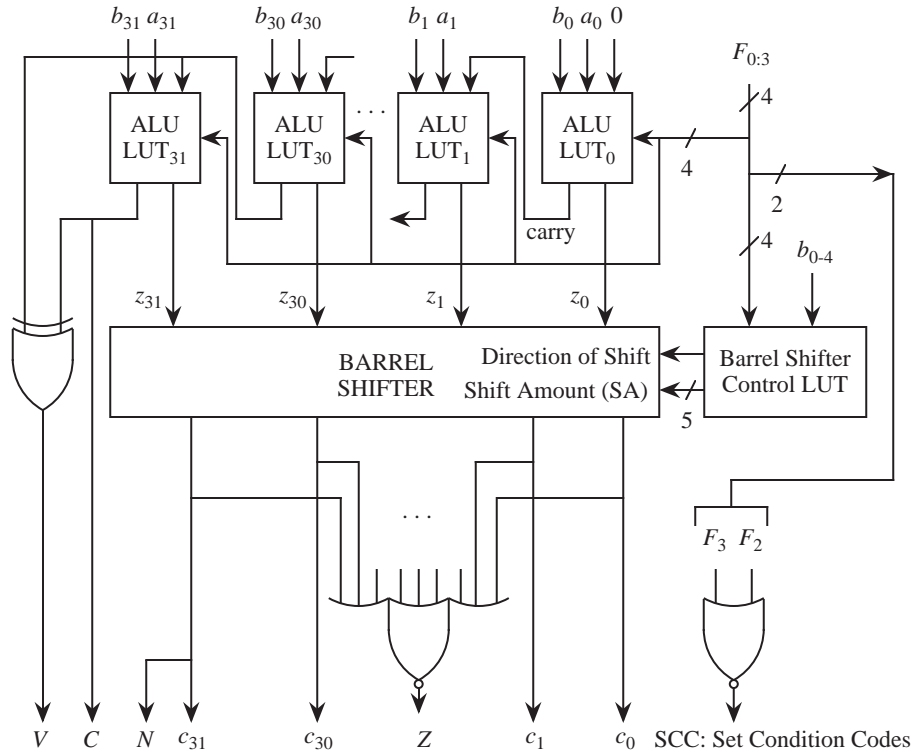 b31 a31 b30 a30 b1 a1 b0 a0 0
F0:3
4
ALU LUT31
ALU LUT30
. . .
ALU LUT1
ALU LUT0
4
2
carry
4
b0-4
z31 z30 z1 z0
BARREL SHIFTER
Direction of Shift
Shift Amount (SA)
5
Barrel Shifter
Control LUT
. . .
F3 F2
V C N c31 c30 Z c1 c0 SCC: Set Condition Codes